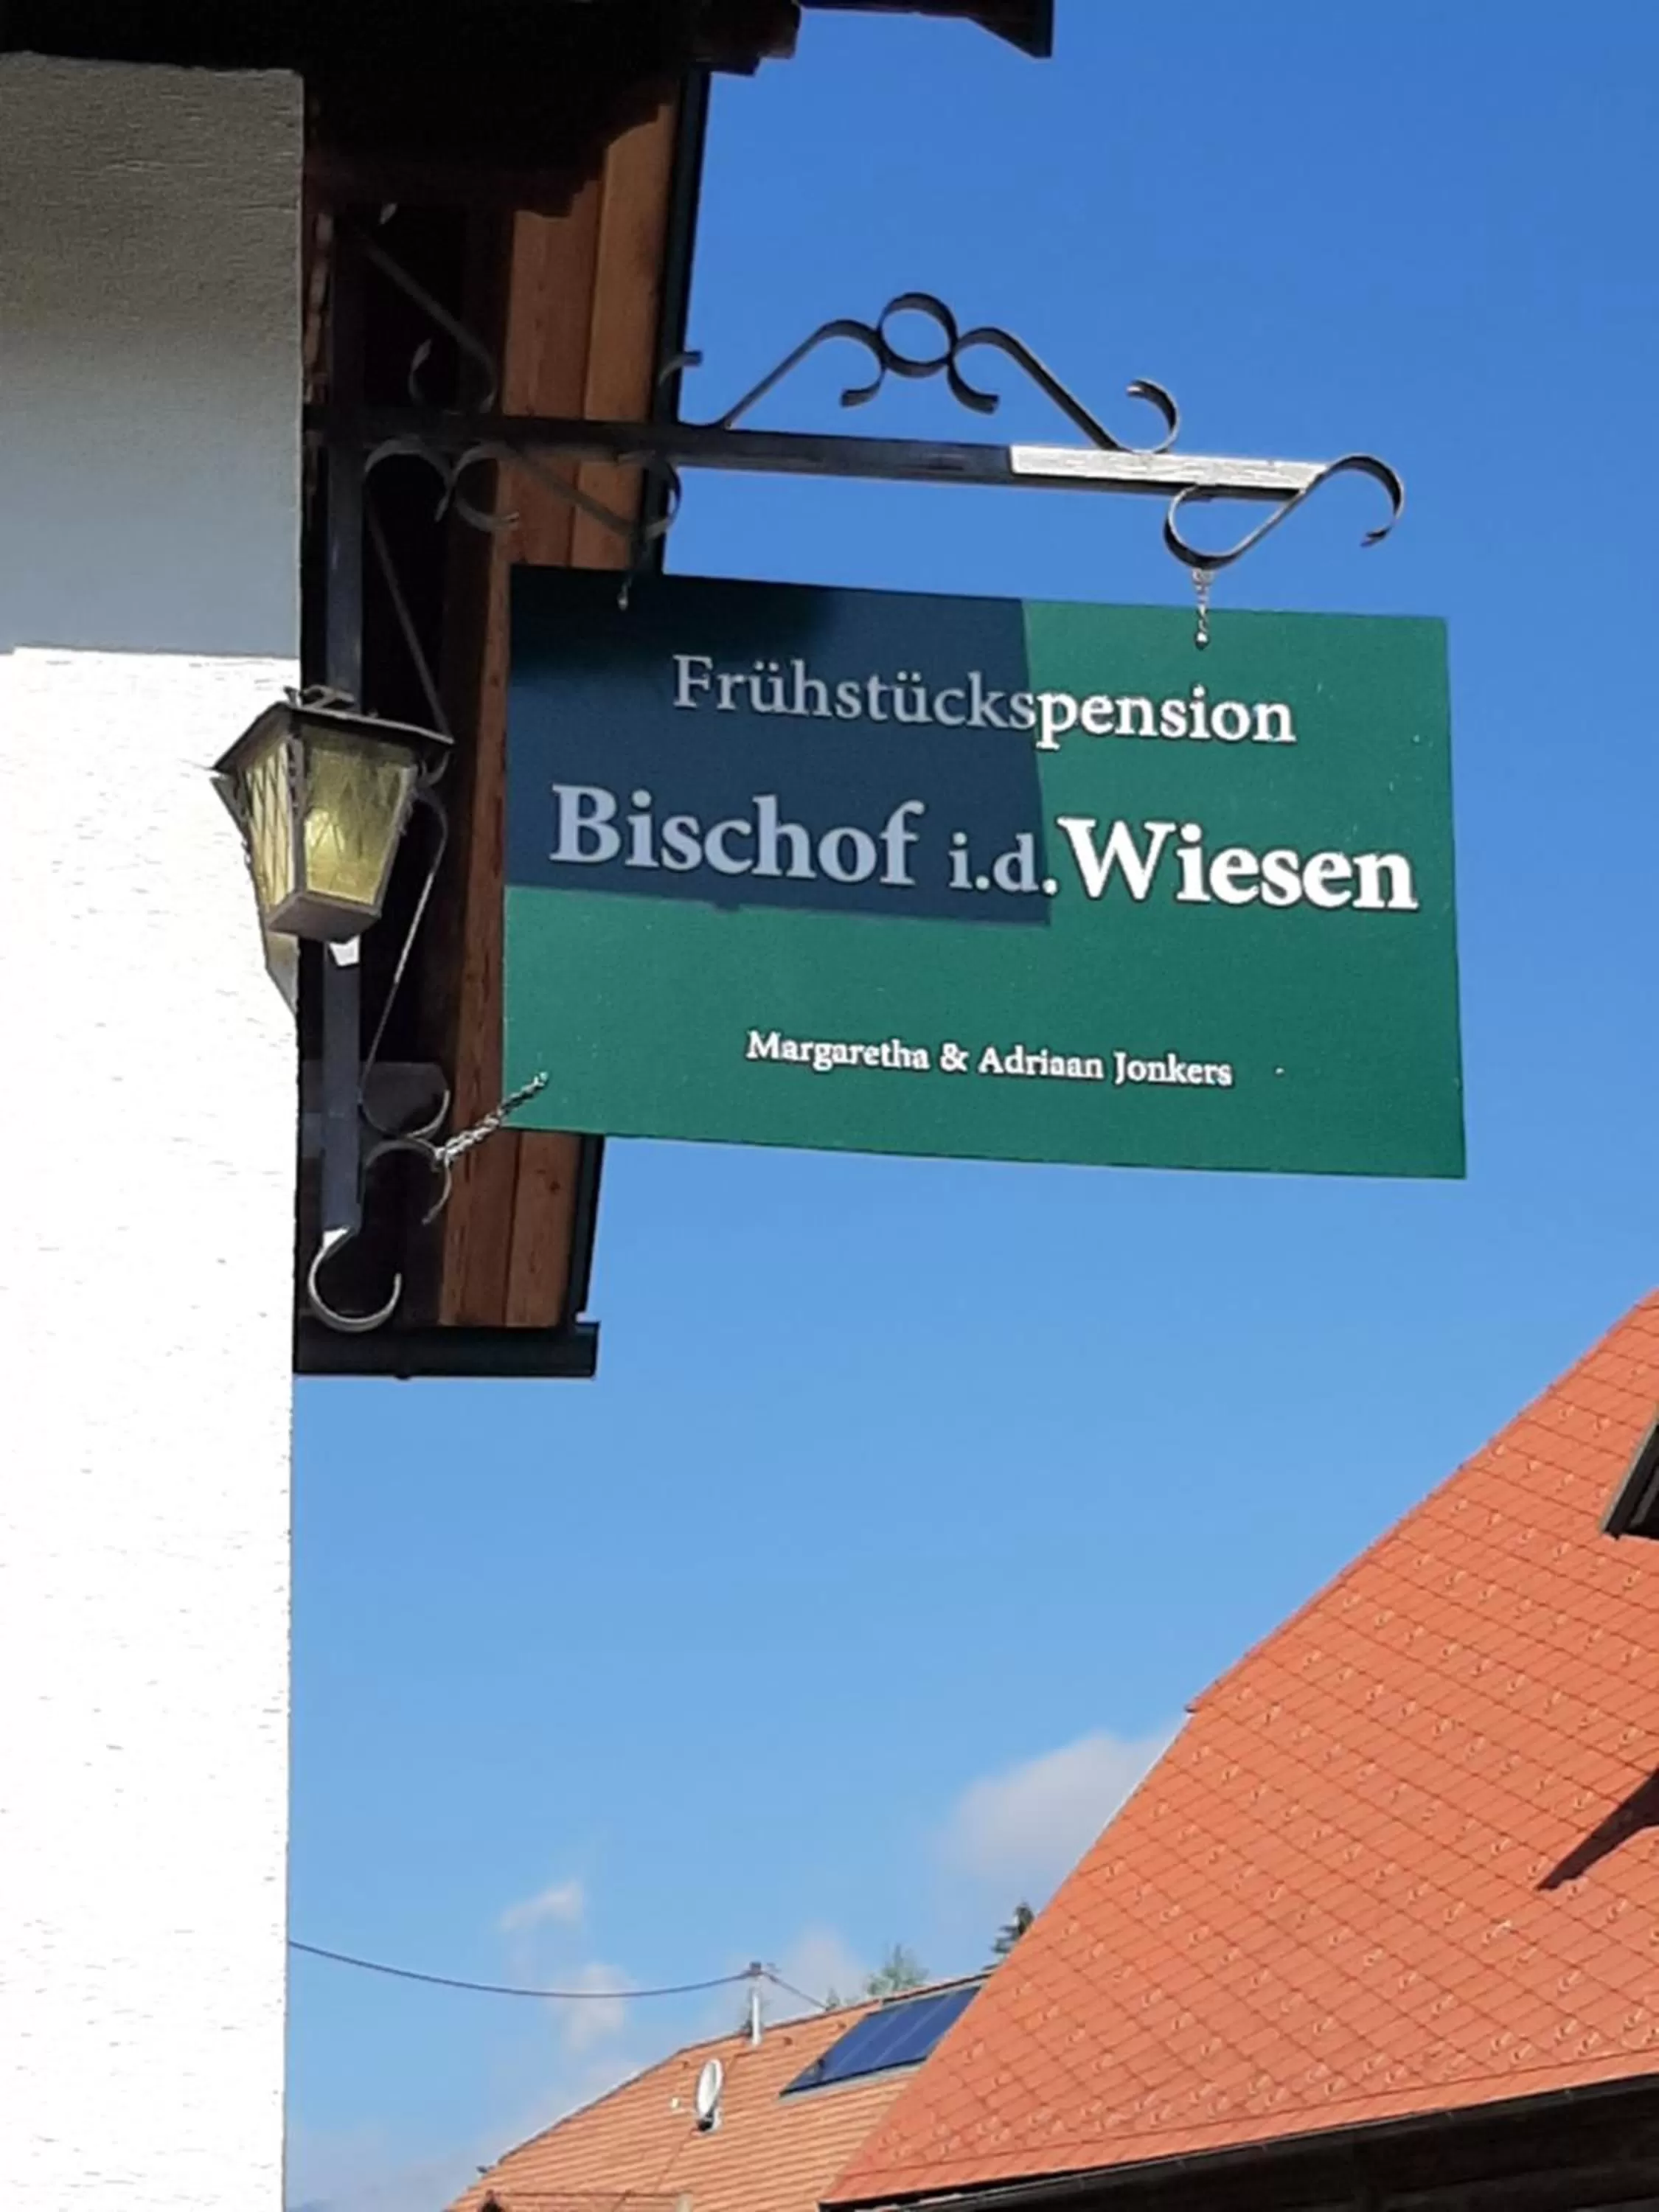 Frühstückspension
Bischof i.d.Wiesen
Margaretha & Adriaan Jonkers